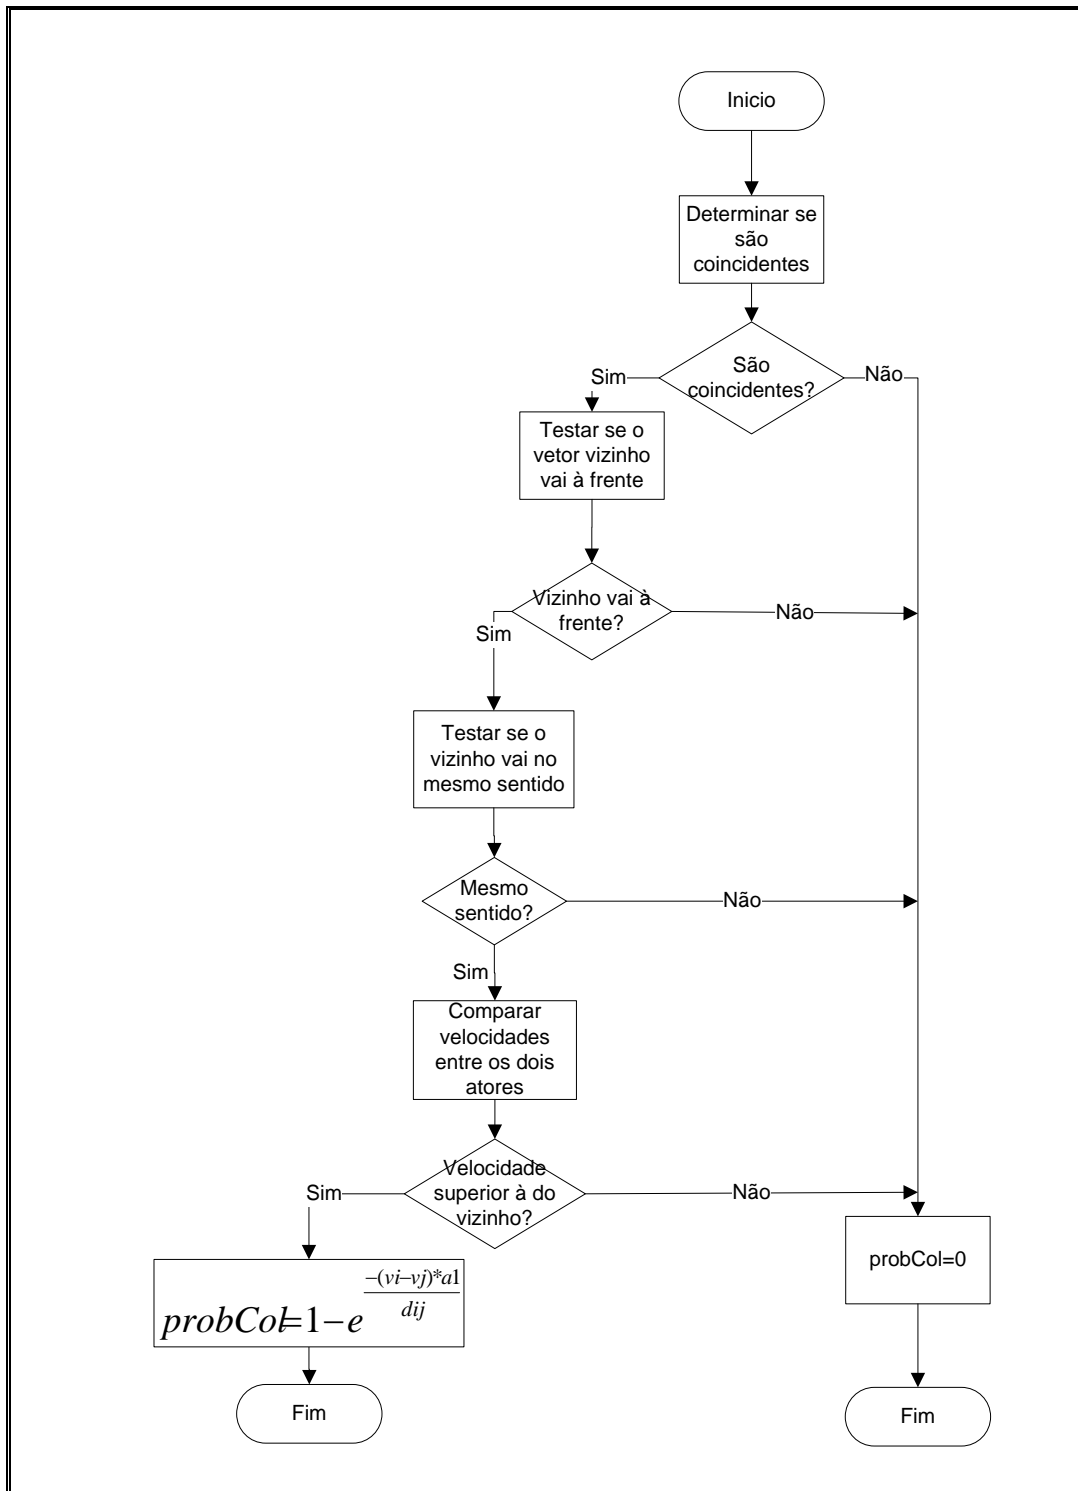 Inicio
Determinar se
são
coincidentes
São
coincidentes?
Sim
Não
Testar se o
vetor vizinho
vai à frente
Vizinho vai à
frente?
Não
Sim
Testar se o
vizinho vai no
mesmo sentido
Mesmo
sentido?
Não
Sim
Comparar
velocidades
entre os dois
atores
Velocidade
superior à do
vizinho?
Sim
Não
probCol=0
probCol=1−e^(−(vi−vj)*a1/dij)
Fim
Fim